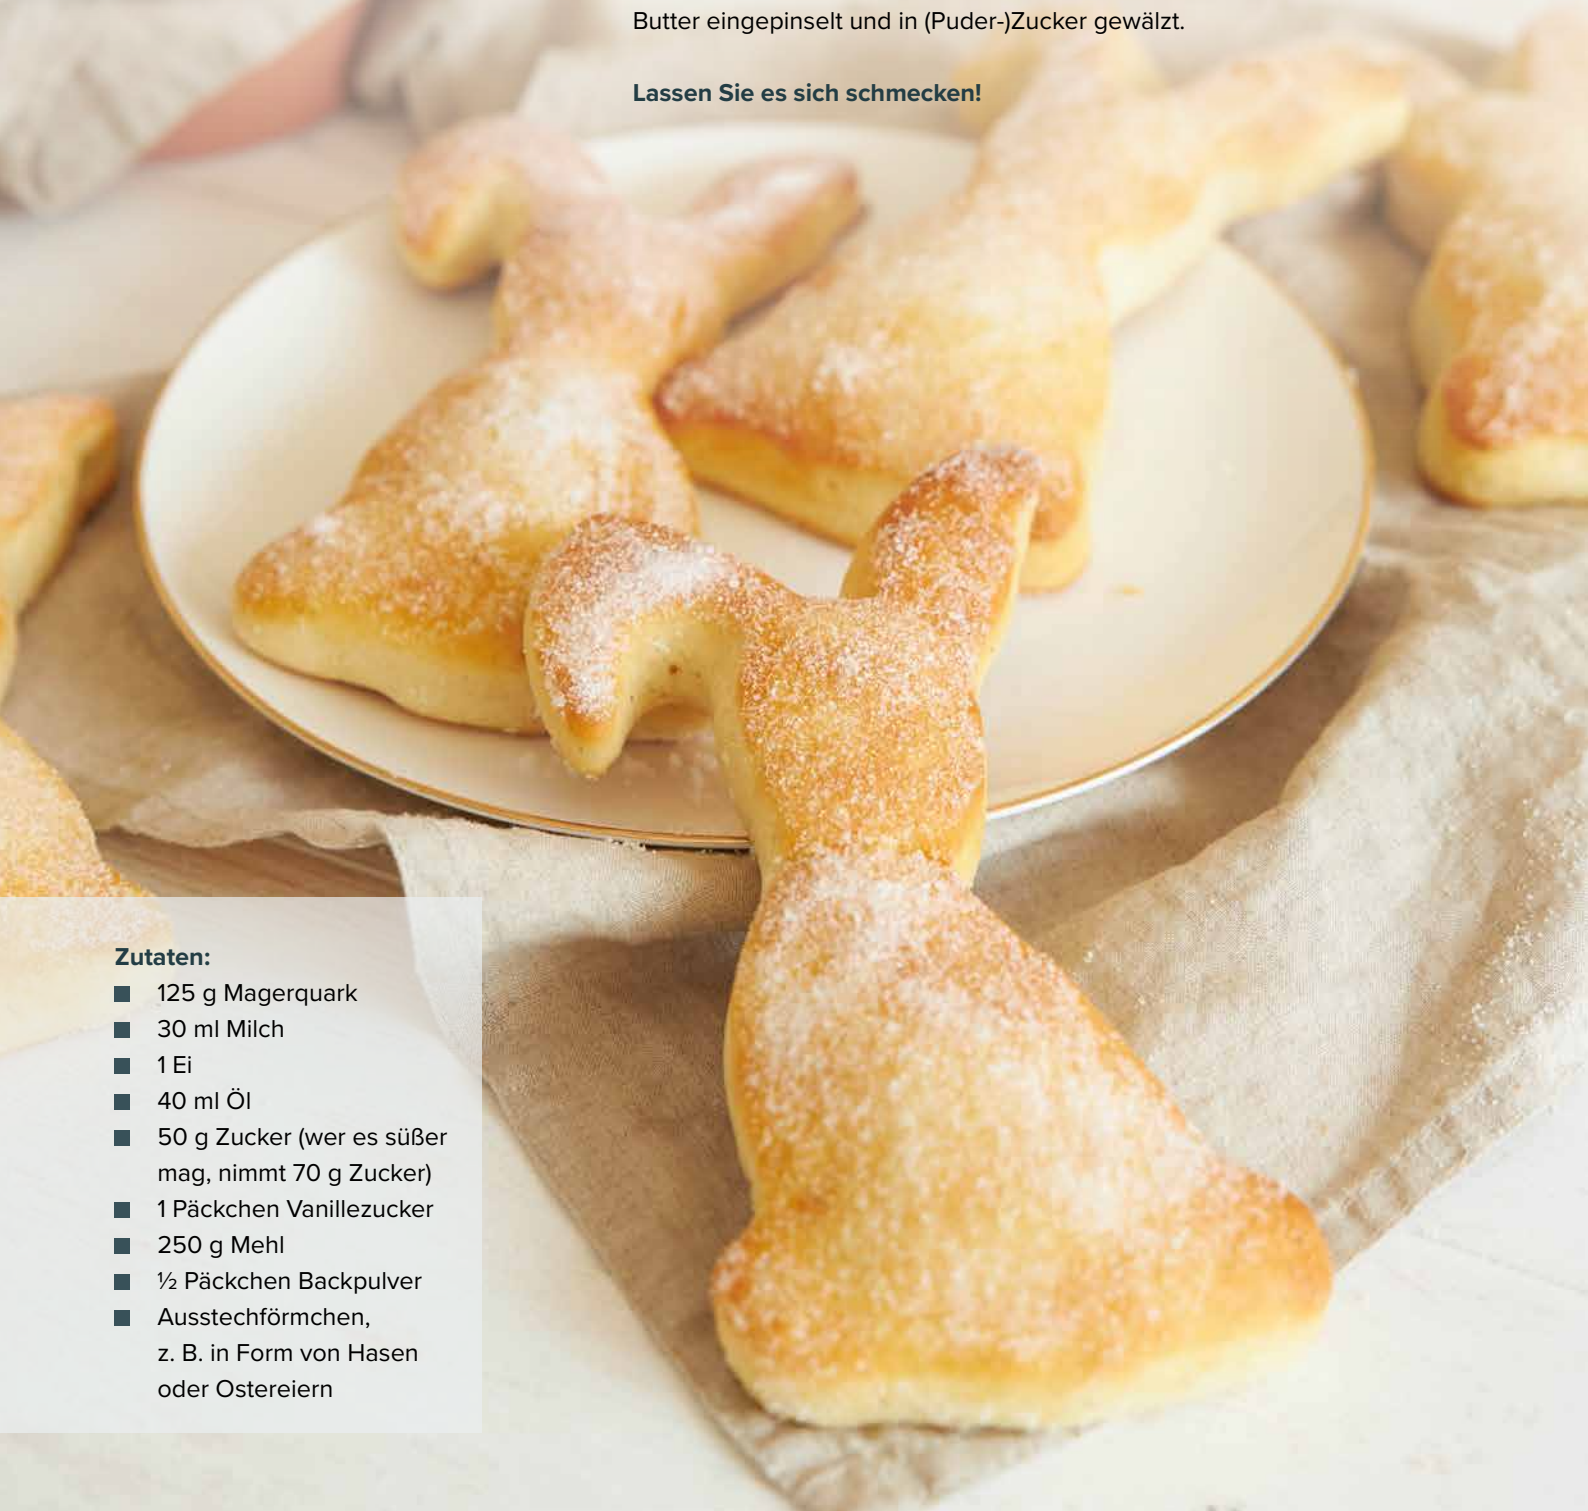 Butter eingepinselt und in (Puder-)Zucker gewälzt.
Lassen Sie es sich schmecken!
Zutaten:
■ 125 g Magerquark
■ 30 ml Milch
■ 1 Ei
■ 40 ml Öl
■ 50 g Zucker (wer es süßer
mag, nimmt 70 g Zucker)
■ 1 Päckchen Vanillezucker
■ 250 g Mehl
■ ½ Päckchen Backpulver
■ Ausstechförmchen,
z. B. in Form von Hasen
oder Ostereiern